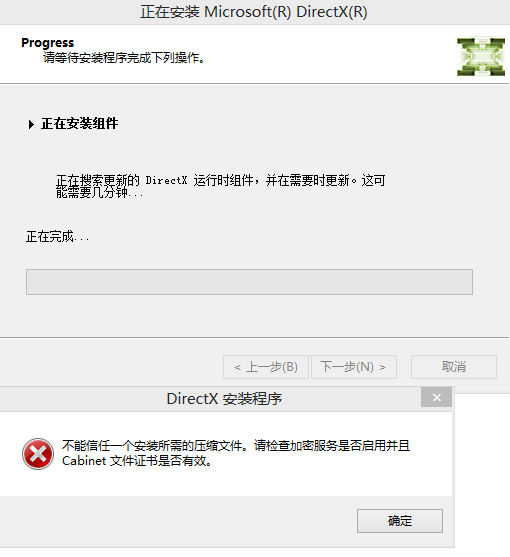 正在安装 Microsoft(R) DirectX(R)
Progress
请等待安装程序完成下列操作。
正在安装组件
正在搜索更新的 DirectX 运行时组件，并在需要时更新。这可
能需要几分钟...
正在完成...
< 上一步(B) 下一步(N) > 取消
DirectX 安装程序
不能信任一个安装所需的压缩文件。请检查加密服务是否启用并且
Cabinet 文件证书是否有效。
确定